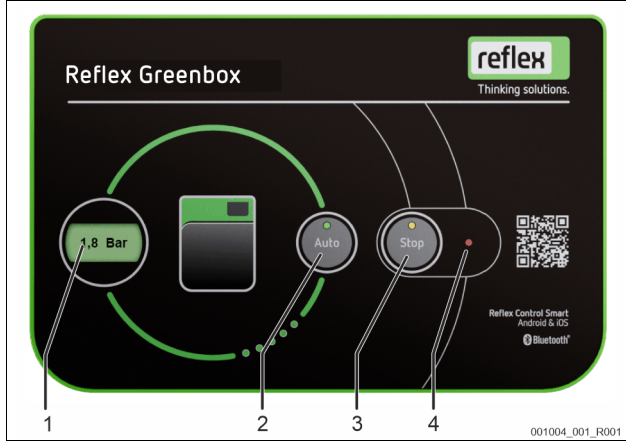 reflex
Thinking solutions.
Reflex Greenbox
1,8 Bar
Auto
Stop
Reflex Control Smart
Android & iOS
Bluetooth®
1
2
3
4
001004_001_R001